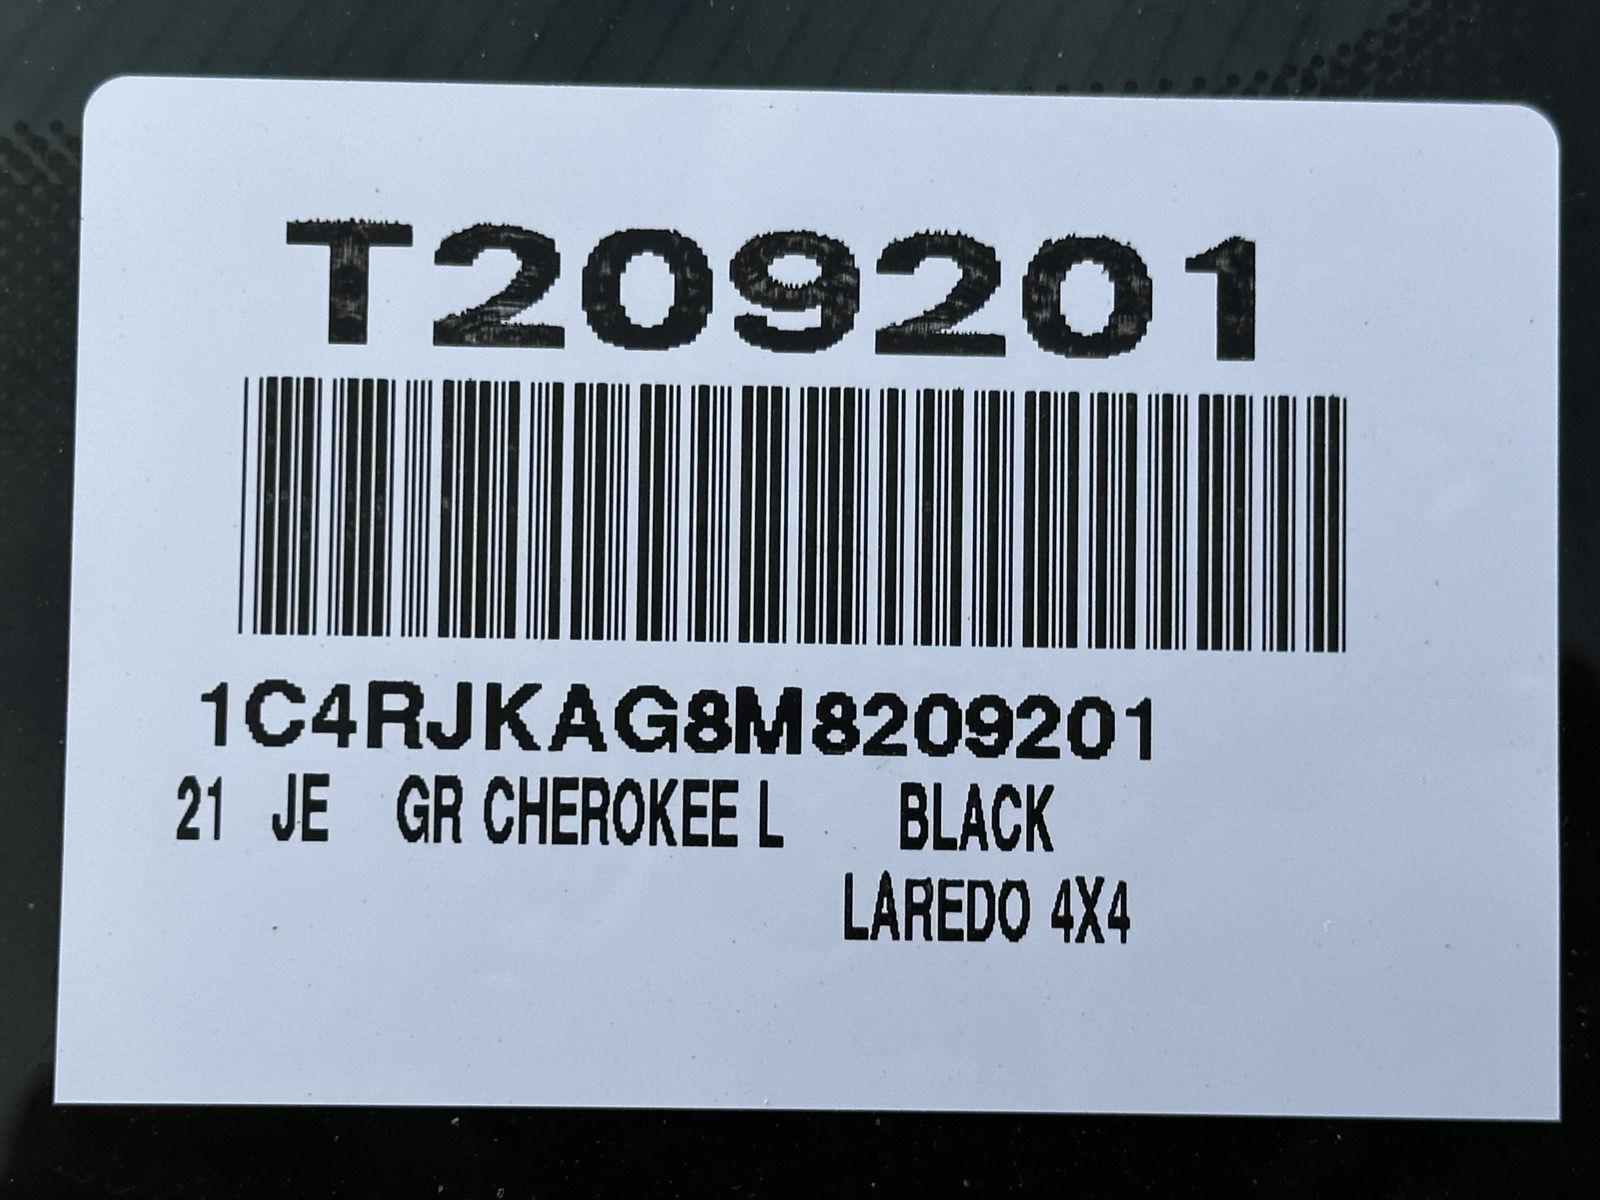 T209201
1C4RJKAG8M8209201
21 JE GR CHEROKEE L BLACK
LAREDO 4X4